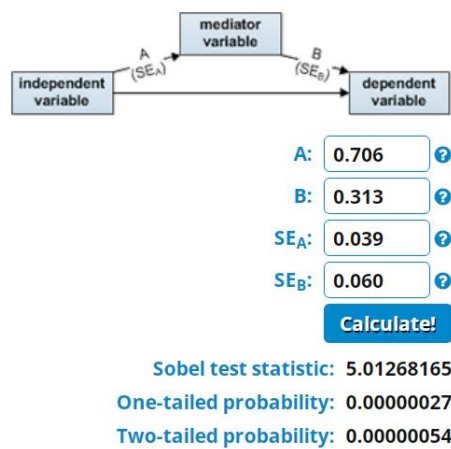 mediator
variable
A
(SEA)
B
(SEB)
independent
variable
dependent
variable
A: 0.706 ?
B: 0.313 ?
SEA: 0.039 ?
SEB: 0.060 ?
Calculate!
Sobel test statistic: 5.01268165
One-tailed probability: 0.00000027
Two-tailed probability: 0.00000054